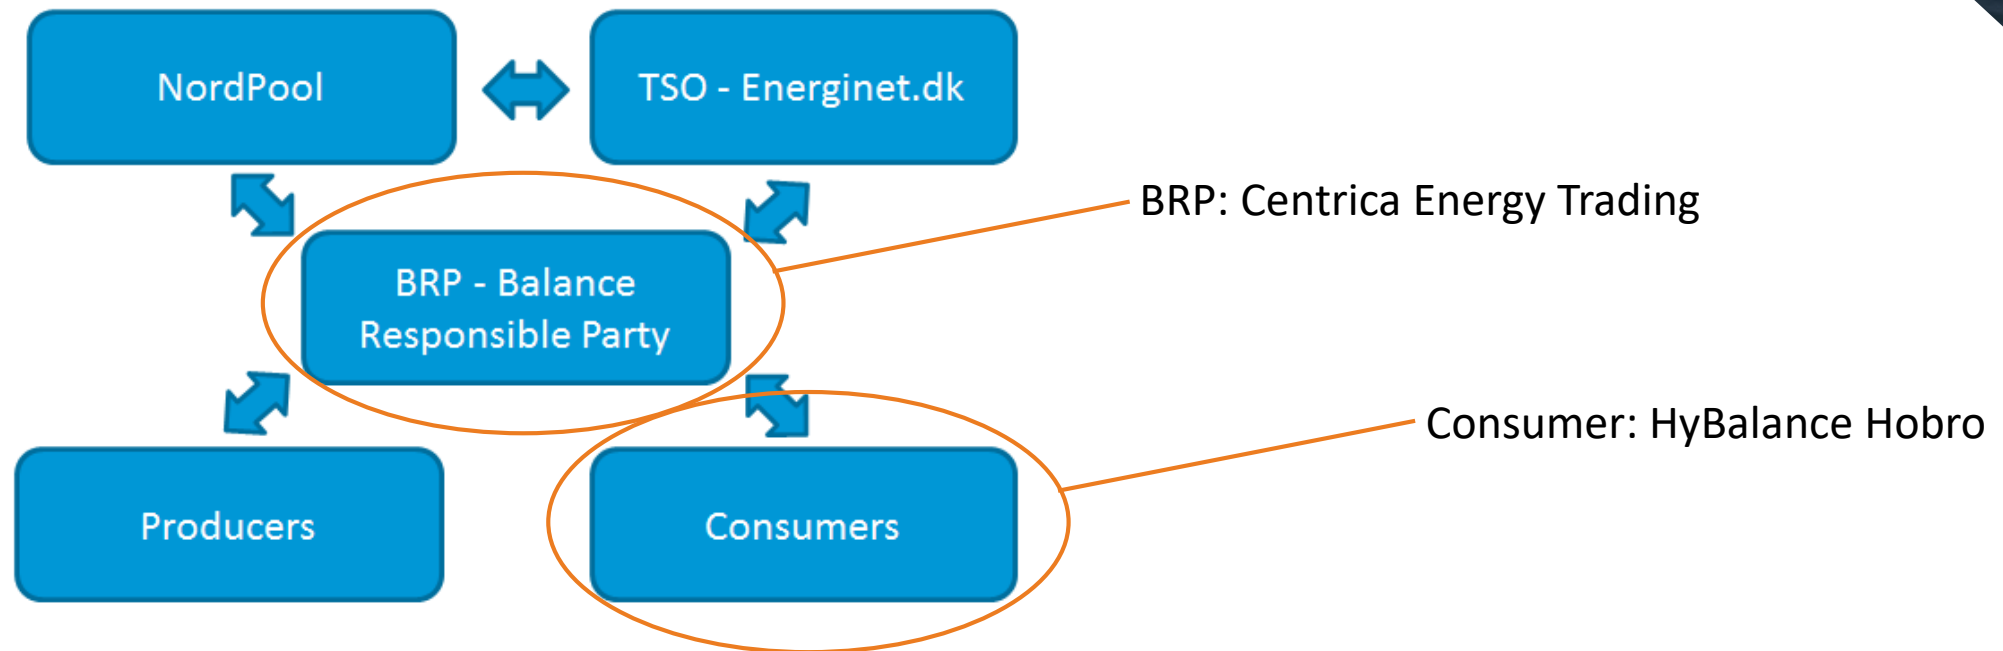 NordPool
TSO - Energinet.dk
BRP: Centrica Energy Trading
BRP - Balance
Responsible Party
Consumer: HyBalance Hobro
Producers
Consumers